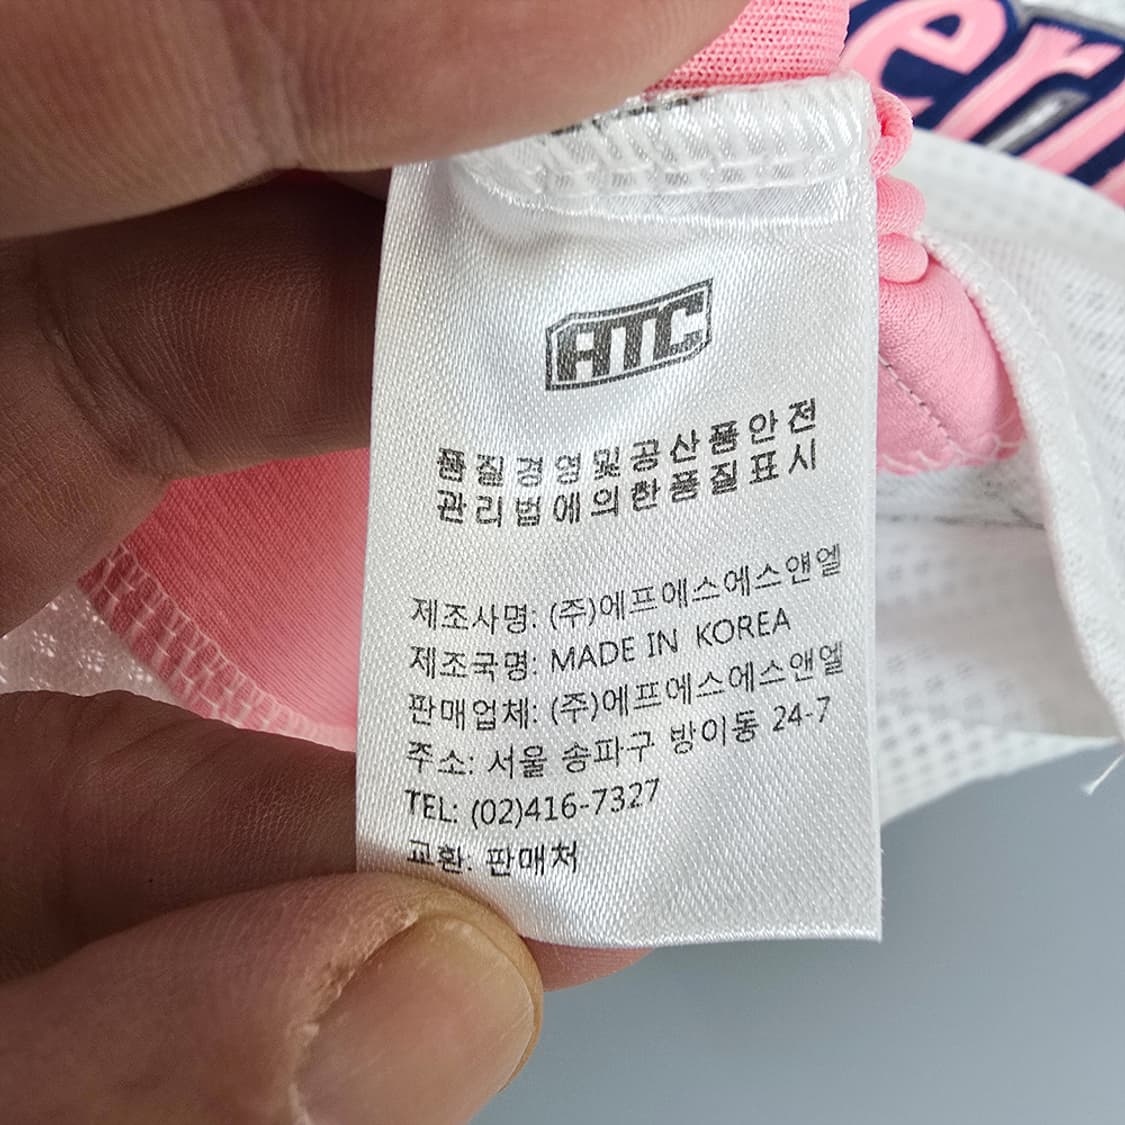 ATC
품질경영및공산품안전
관리법에의한품질표시
제조사명: (주)에프에스에스앤엘
제조국명: MADE IN KOREA
판매업체: (주)에프에스에스앤엘
주소: 서울 송파구 방이동 24-7
TEL: (02)416-7327
교환: 판매처